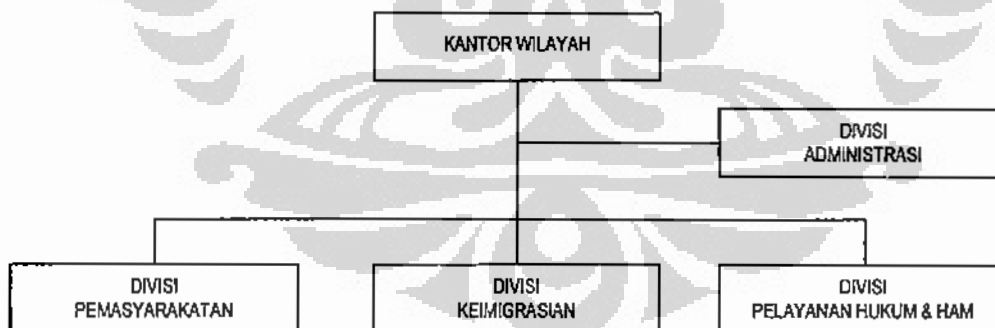 KANTOR WILAYAH
DIVISI
ADMINISTRASI
DIVISI
PEMASYARAKATAN
DIVISI
KEIMIGRASIAN
DIVISI
PELAYANAN HUKUM & HAM